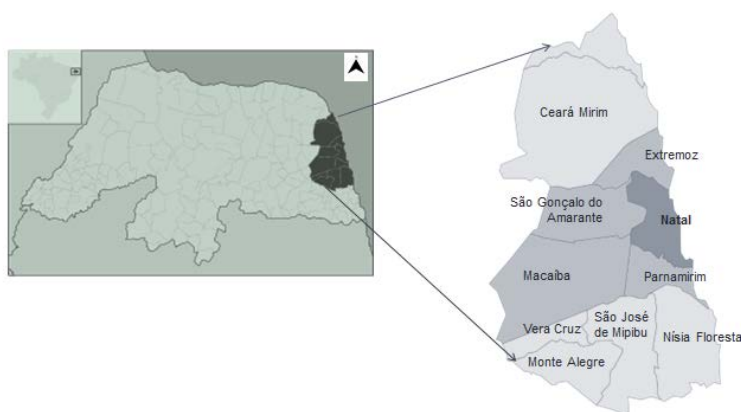 Ceará Mirim
Extremoz
São Gonçalo do
Amarante
Natal
Macaíba
Parnamirim
Vera Cruz
São José
de Mipibu
Nísia Floresta
Monte Alegre